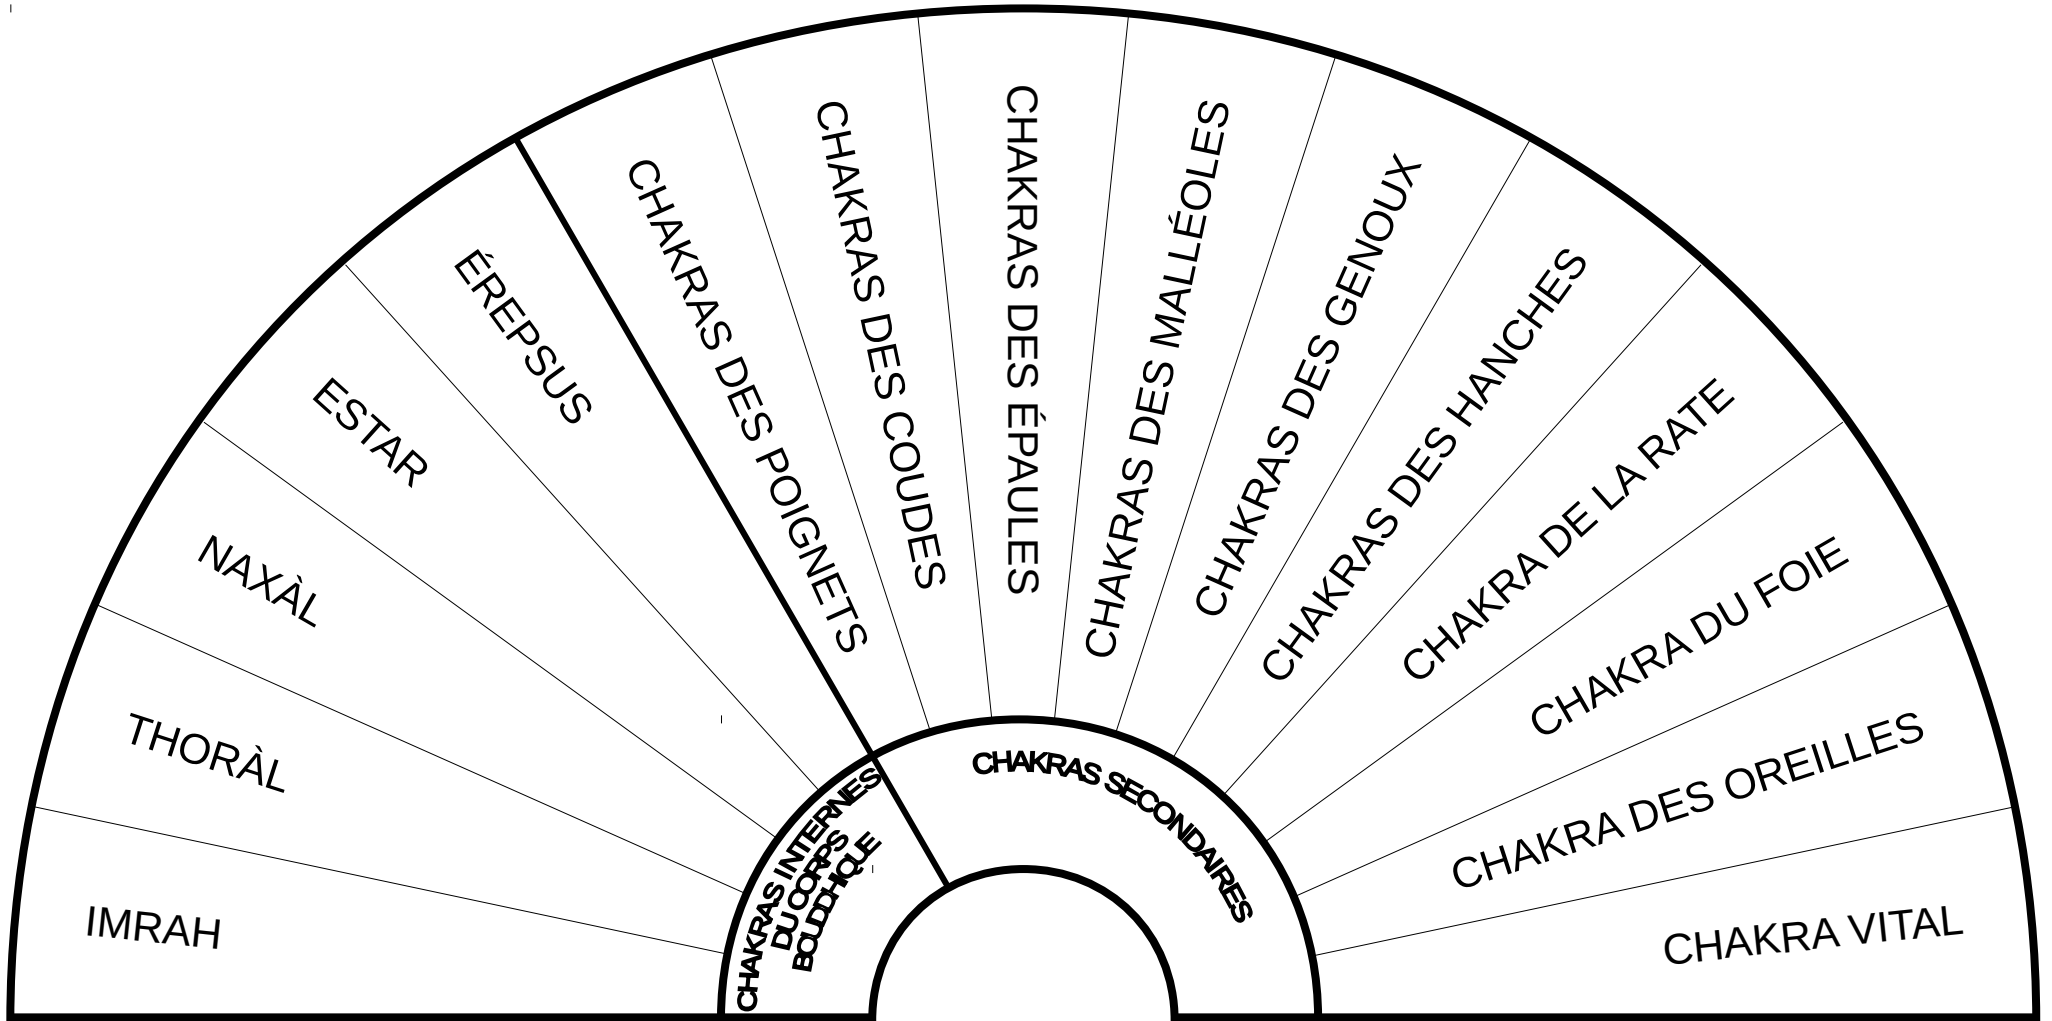 IMRAH
THORÀL
NAXÀL
ESTAR
ÉREPSUS
CHAKRAS DES POIGNETS
CHAKRAS DES COUDES
CHAKRAS DES ÉPAULES
CHAKRAS DES MALLÉOLES
CHAKRAS DES GENOUX
CHAKRAS DES HANCHES
CHAKRA DE LA RATE
CHAKRA DU FOIE
CHAKRA DES OREILLES
CHAKRA VITAL
CHAKRAS INTERNES
DU CORPS
BOUDDHIQUE
CHAKRAS SECONDAIRES